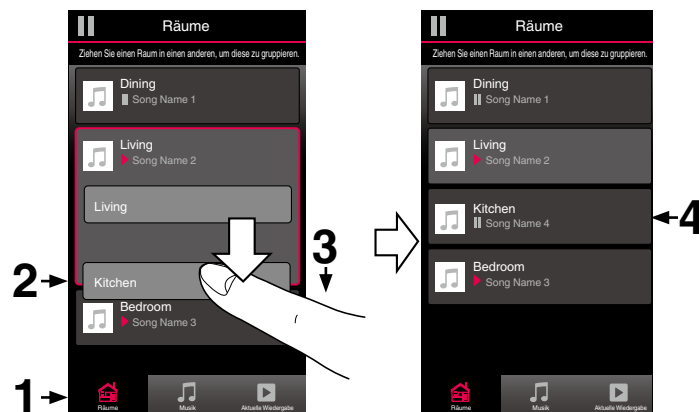 Räume
Ziehen Sie einen Raum in einen anderen, um diese zu gruppieren.
Dining
Song Name 1
Living
Song Name 2
Living
Kitchen
Bedroom
Song Name 3
Räume
Musik
Aktuelle Wiedergabe
1
2
3
Räume
Ziehen Sie einen Raum in einen anderen, um diese zu gruppieren.
Dining
Song Name 1
Living
Song Name 2
Kitchen
Song Name 4
Bedroom
Song Name 3
Räume
Musik
Aktuelle Wiedergabe
4